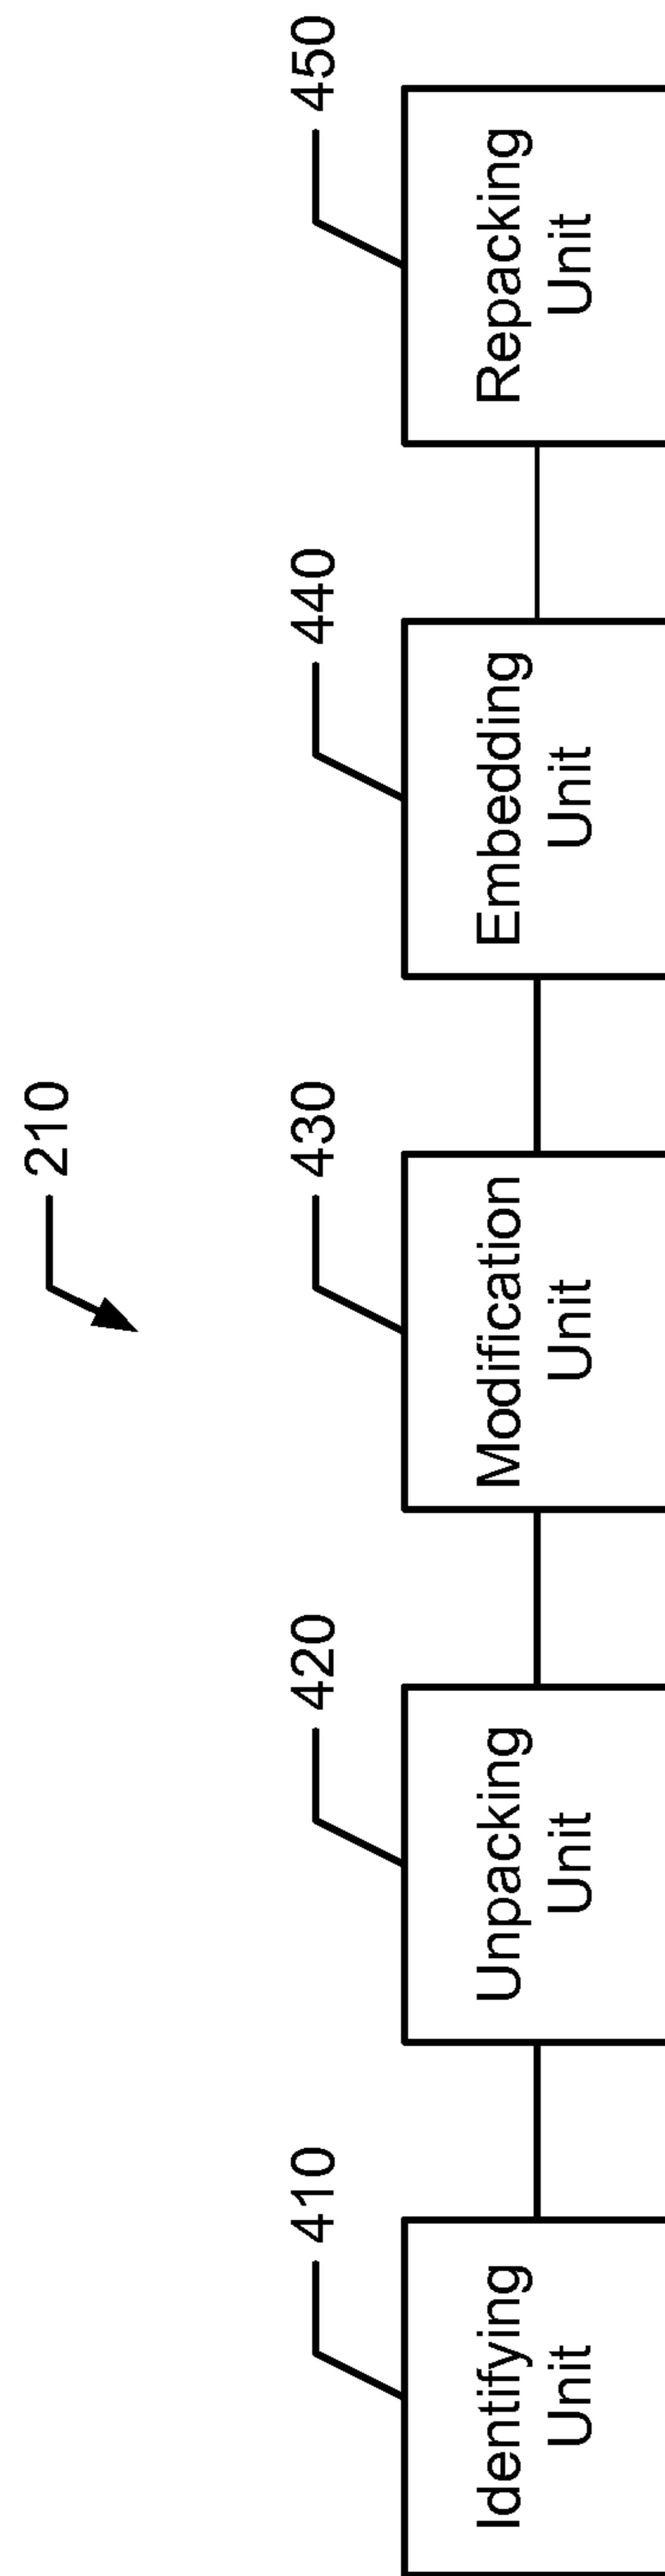 210
410
420
430
440
450
Identifying
Unit
Unpacking
Unit
Modification
Unit
Embedding
Unit
Repacking
Unit